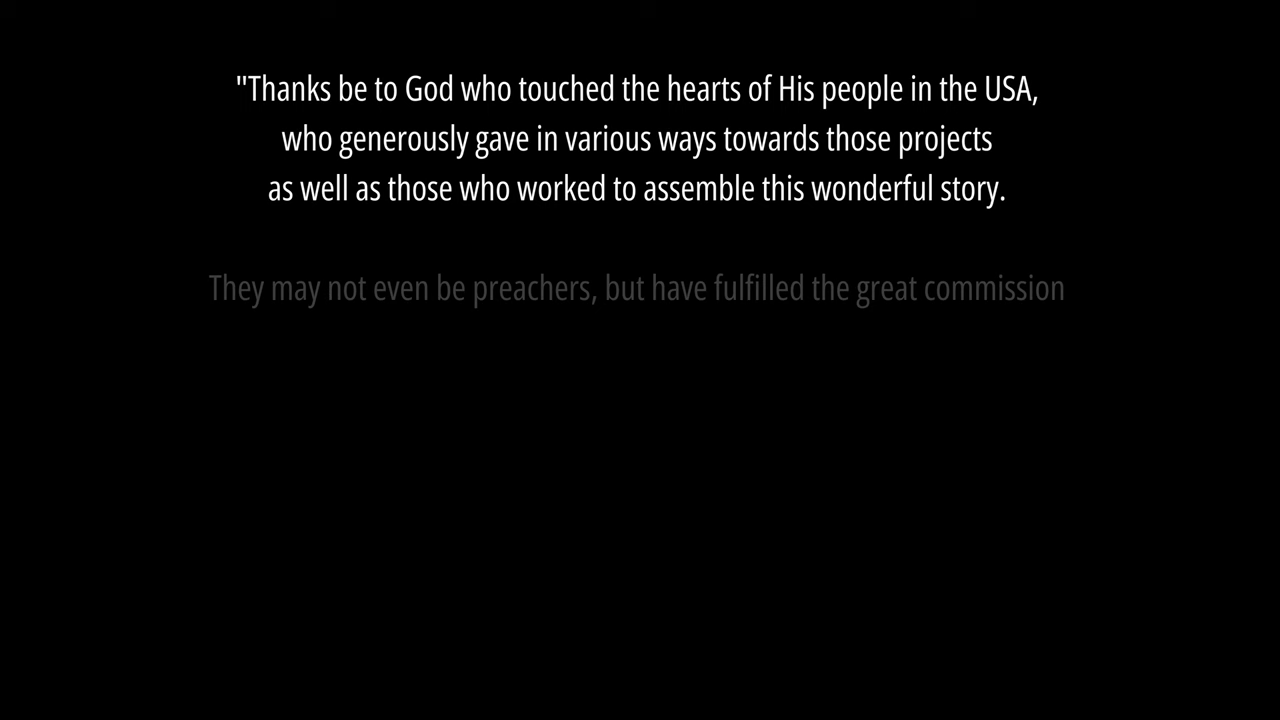 "Thanks be to God who touched the hearts of His people in the USA,
who generously gave in various ways towards those projects
as well as those who worked to assemble this wonderful story.
They may not even be preachers, but have fulfilled the great commission